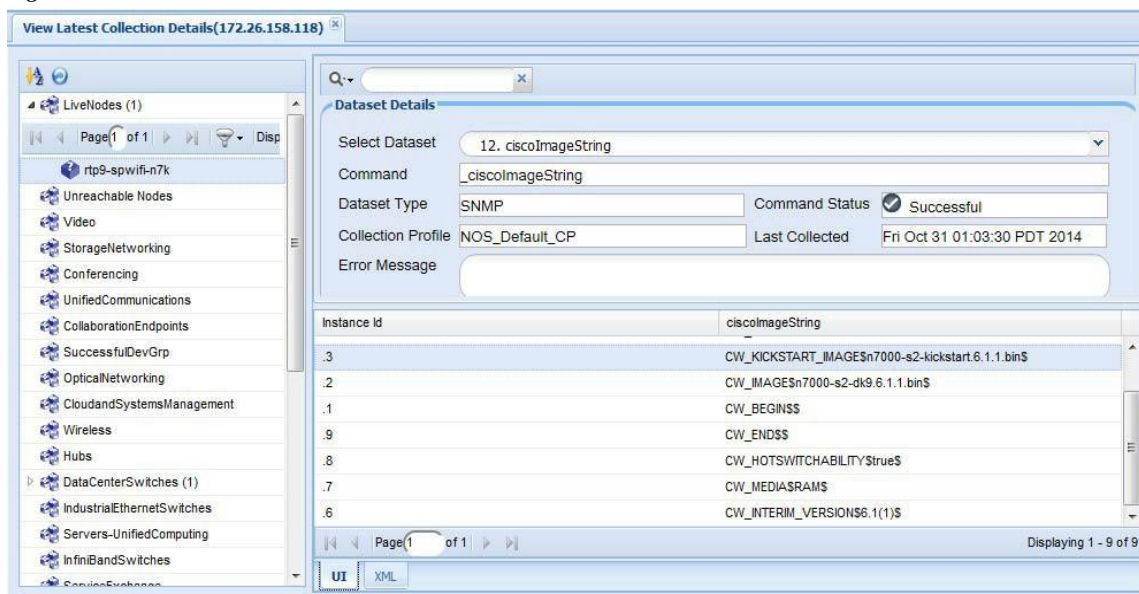 View Latest Collection Details(172.26.158.118)
LiveNodes (1)
Page 1 of 1 Disp
rtp9-spwifi-n7k
Unreachable Nodes
Video
StorageNetworking
Conferencing
UnifiedCommunications
CollaborationEndpoints
SuccessfulDevGrp
OpticalNetworking
CloudandSystemsManagement
Wireless
Hubs
DataCenterSwitches (1)
IndustrialEthernetSwitches
Servers-UnifiedComputing
InfiniBandSwitches
ServiceExchange
Dataset Details
Select Dataset 12. ciscoImageString
Command _ciscoImageString
Dataset Type SNMP Command Status Successful
Collection Profile NOS_Default_CP Last Collected Fri Oct 31 01:03:30 PDT 2014
Error Message
Instance Id ciscoImageString
.3 CW_KICKSTART_IMAGE$n7000-s2-kickstart.6.1.1.bin$
.2 CW_IMAGE$n7000-s2-dk9.6.1.1.bin$
.1 CW_BEGIN$$
.9 CW_END$$
.8 CW_HOTSWITCHABILITY$true$
.7 CW_MEDIA$RAM$
.6 CW_INTERIM_VERSION$6.1(1)$
Page 1 of 1 Displaying 1 - 9 of 9
UI XML